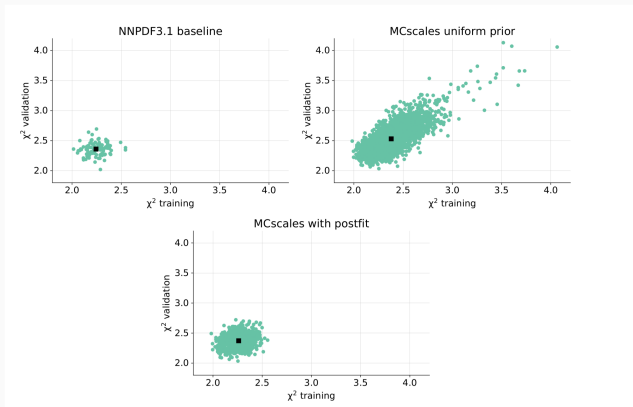 NNPDF3.1 baseline
4.0
3.5
3.0
2.5
2.0
χ² validation
2.0 2.5 3.0 3.5 4.0
χ² training
MCscales uniform prior
4.0
3.5
3.0
2.5
2.0
χ² validation
2.0 2.5 3.0 3.5 4.0
χ² training
MCscales with postfit
4.0
3.5
3.0
2.5
2.0
χ² validation
2.0 2.5 3.0 3.5 4.0
χ² training